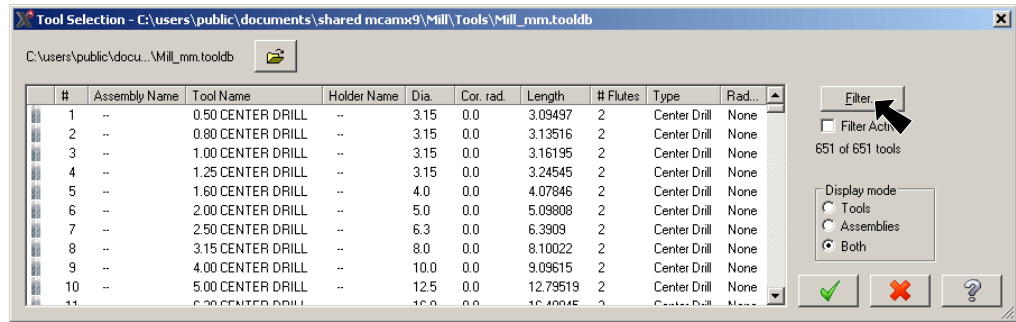 Tool Selection - C:\users\public\documents\shared mcamx9\Mill\Tools\Mill_mm.tooldb
C:\users\public\docu...\Mill_mm.tooldb
# Assembly Name Tool Name Holder Name Dia. Cor. rad. Length # Flutes Type Rad...
1 -- 0.50 CENTER DRILL -- 3.15 0.0 3.09497 2 Center Drill None
2 -- 0.80 CENTER DRILL -- 3.15 0.0 3.13516 2 Center Drill None
3 -- 1.00 CENTER DRILL -- 3.15 0.0 3.16195 2 Center Drill None
4 -- 1.25 CENTER DRILL -- 3.15 0.0 3.24545 2 Center Drill None
5 -- 1.60 CENTER DRILL -- 4.0 0.0 4.07846 2 Center Drill None
6 -- 2.00 CENTER DRILL -- 5.0 0.0 5.09808 2 Center Drill None
7 -- 2.50 CENTER DRILL -- 6.3 0.0 6.3909 2 Center Drill None
8 -- 3.15 CENTER DRILL -- 8.0 0.0 8.10022 2 Center Drill None
9 -- 4.00 CENTER DRILL -- 10.0 0.0 9.09615 2 Center Drill None
10 -- 5.00 CENTER DRILL -- 12.5 0.0 12.79519 2 Center Drill None
Filter...
Filter Active
651 of 651 tools
Display mode
Tools
Assemblies
Both